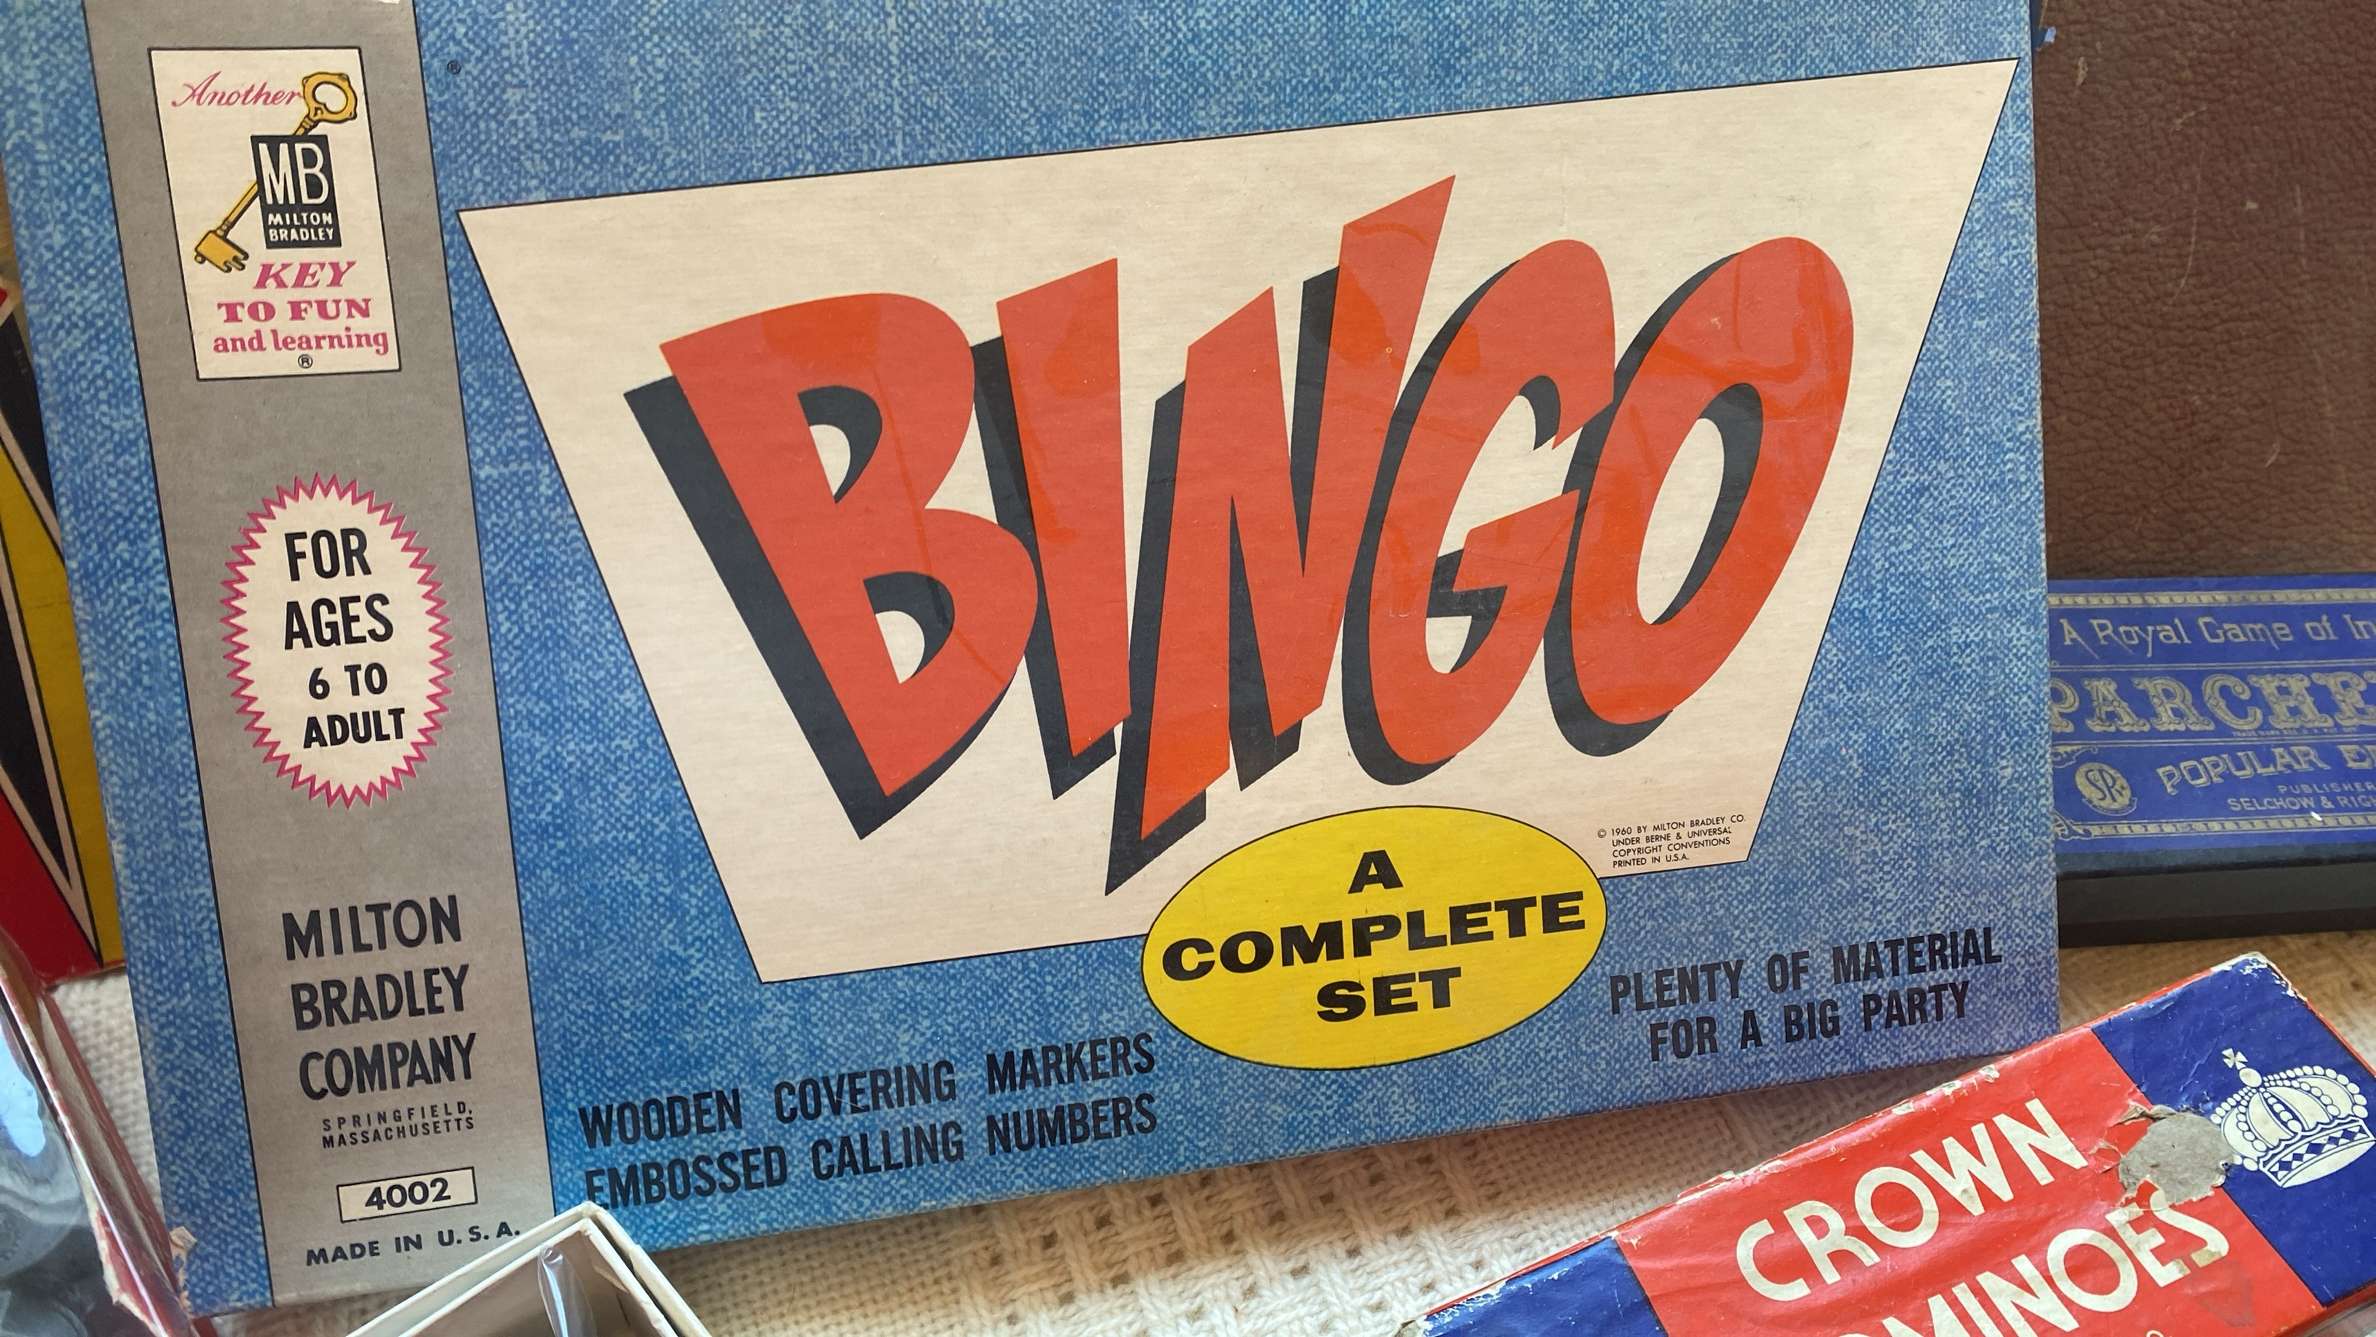 Another
MB
MILTON
BRADLEY
KEY
TO FUN
and learning
®
FOR
AGES
6 TO
ADULT
MILTON
BRADLEY
COMPANY
SPRINGFIELD,
MASSACHUSETTS
4002
MADE IN U.S.A.
®
BINGO
© 1960 BY MILTON BRADLEY CO.
UNDER BERNE & UNIVERSAL
COPYRIGHT CONVENTIONS
PRINTED IN U.S.A.
A
COMPLETE
SET
WOODEN COVERING MARKERS
EMBOSSED CALLING NUMBERS
PLENTY OF MATERIAL
FOR A BIG PARTY
A Royal Game of In
PARCHE
POPULAR E
PUBLISHE
SELCHOW & RIG
CROWN
OMINOES